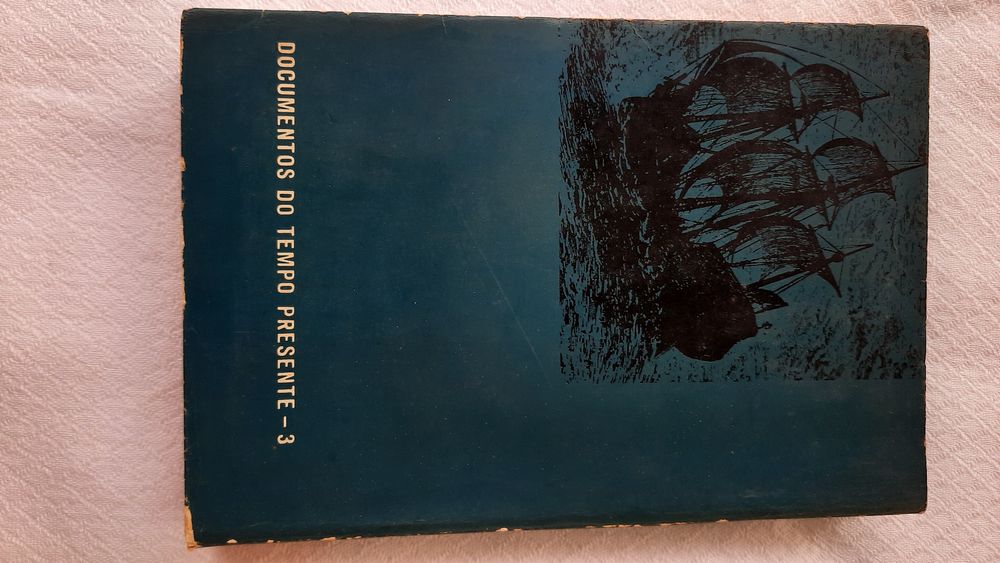 DOCUMENTOS DO TEMPO PRESENTE – 3